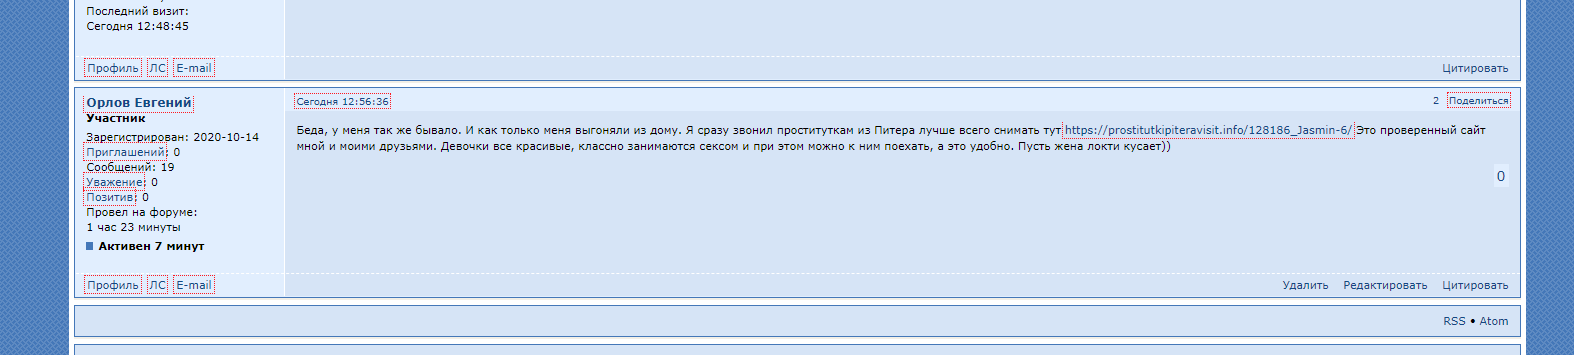 Последний визит:
Сегодня 12:48:45
Профиль ЛС E-mail
Цитировать
Орлов Евгений
Участник
Зарегистрирован: 2020-10-14
Приглашений: 0
Сообщений: 19
Уважение: 0
Позитив: 0
Провел на форуме:
1 час 23 минуты
Активен 7 минут
Сегодня 12:56:36
2 Поделиться
Беда, у меня так же бывало. И как только меня выгоняли из дому. Я сразу звонил проституткам из Питера лучше всего снимать тут https://prostitutkipiteravisit.info/128186_Jasmin-6/ Это проверенный сайт
мной и моими друзьями. Девочки все красивые, классно занимаются сексом и при этом можно к ним поехать, а это удобно. Пусть жена локти кусает))
0
Профиль ЛС E-mail
Удалить Редактировать Цитировать
RSS • Atom